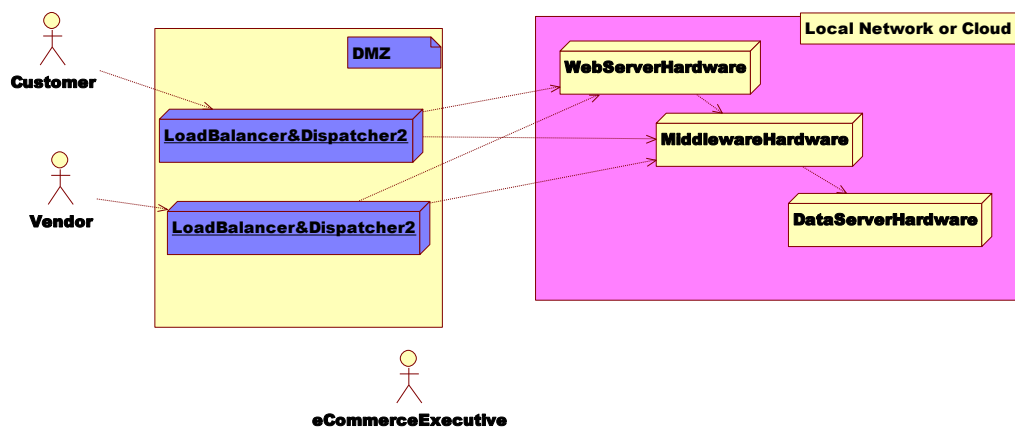 Customer
Vendor
DMZ
LoadBalancer&Dispatcher2
LoadBalancer&Dispatcher2
Local Network or Cloud
WebServerHardware
MiddlewareHardware
DataServerHardware
eCommerceExecutive